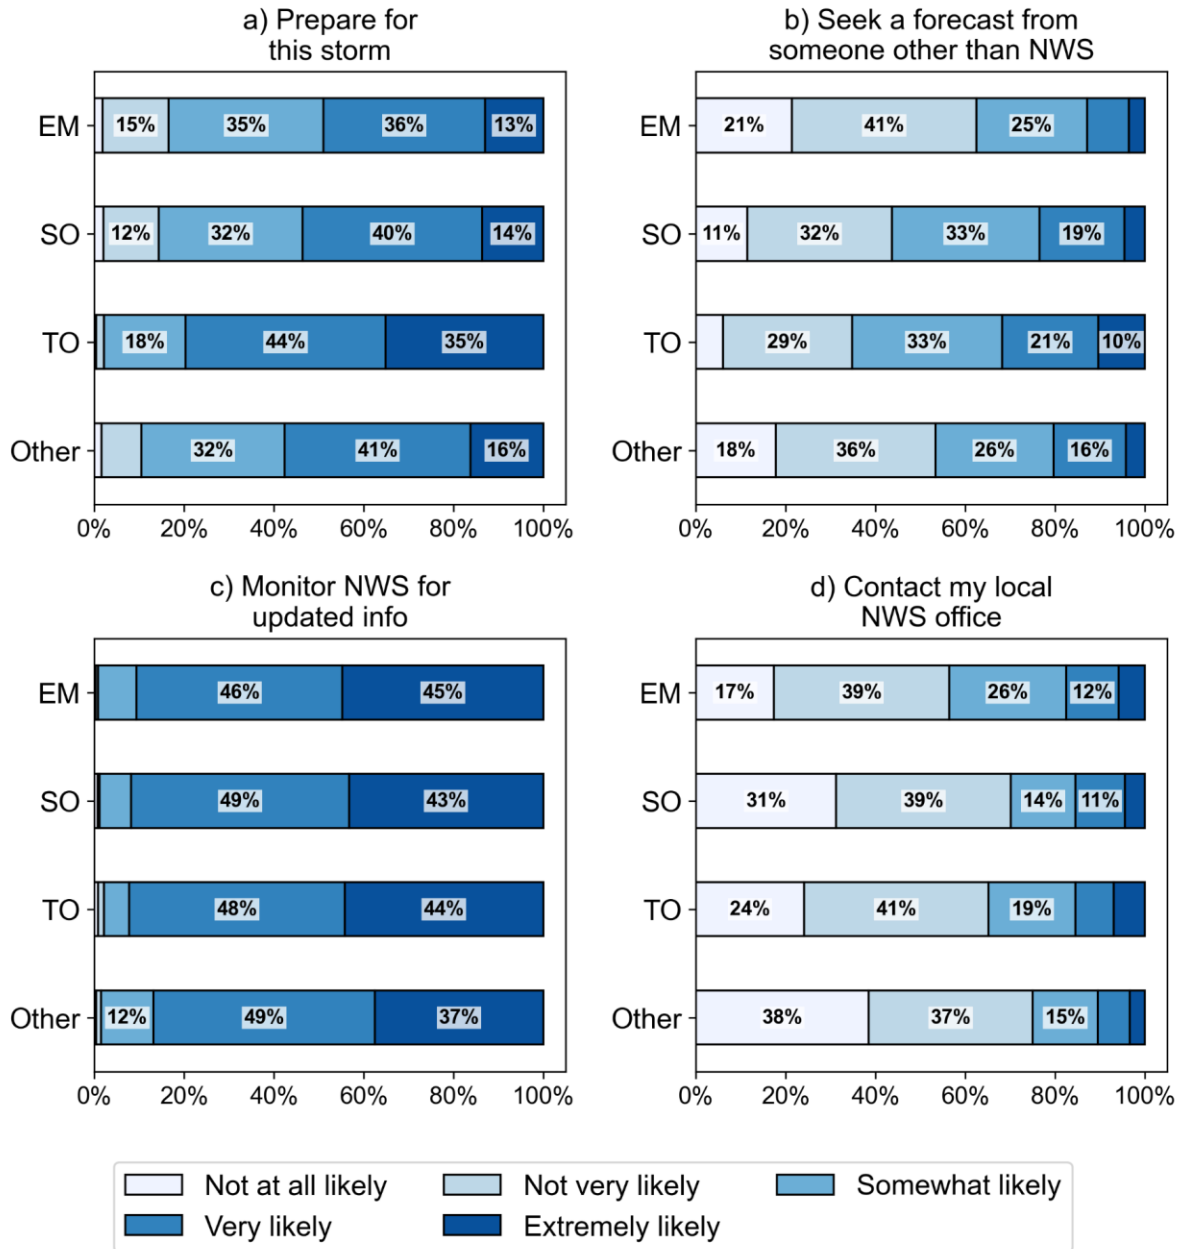 a) Prepare for
this storm
EM 15% 35% 36% 13%
SO 12% 32% 40% 14%
TO 18% 44% 35%
Other 32% 41% 16%
0% 20% 40% 60% 80% 100%
b) Seek a forecast from
someone other than NWS
EM 21% 41% 25%
SO 11% 32% 33% 19%
TO 29% 33% 21% 10%
Other 18% 36% 26% 16%
0% 20% 40% 60% 80% 100%
c) Monitor NWS for
updated info
EM 46% 45%
SO 49% 43%
TO 48% 44%
Other 12% 49% 37%
0% 20% 40% 60% 80% 100%
d) Contact my local
NWS office
EM 17% 39% 26% 12%
SO 31% 39% 14% 11%
TO 24% 41% 19%
Other 38% 37% 15%
0% 20% 40% 60% 80% 100%
Not at all likely Not very likely Somewhat likely
Very likely Extremely likely